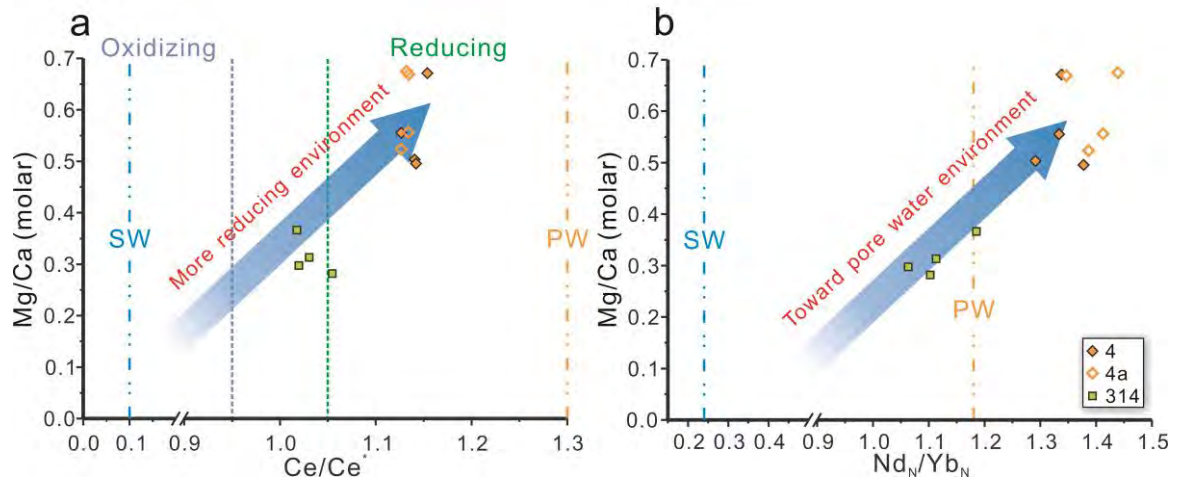 a
Oxidizing
Reducing
0.7
0.6
0.5
0.4
0.3
0.2
0.1
0.0
Mg/Ca (molar)
More reducing environment
SW
PW
0.0
0.1
0.9
1.0
1.1
1.2
1.3
Ce/Ce*
b
0.7
0.6
0.5
0.4
0.3
0.2
0.1
0.0
Mg/Ca (molar)
Toward pore water environment
SW
PW
4
4a
314
0.2
0.3
0.4
0.9
1.0
1.1
1.2
1.3
1.4
1.5
Nd_N/Yb_N